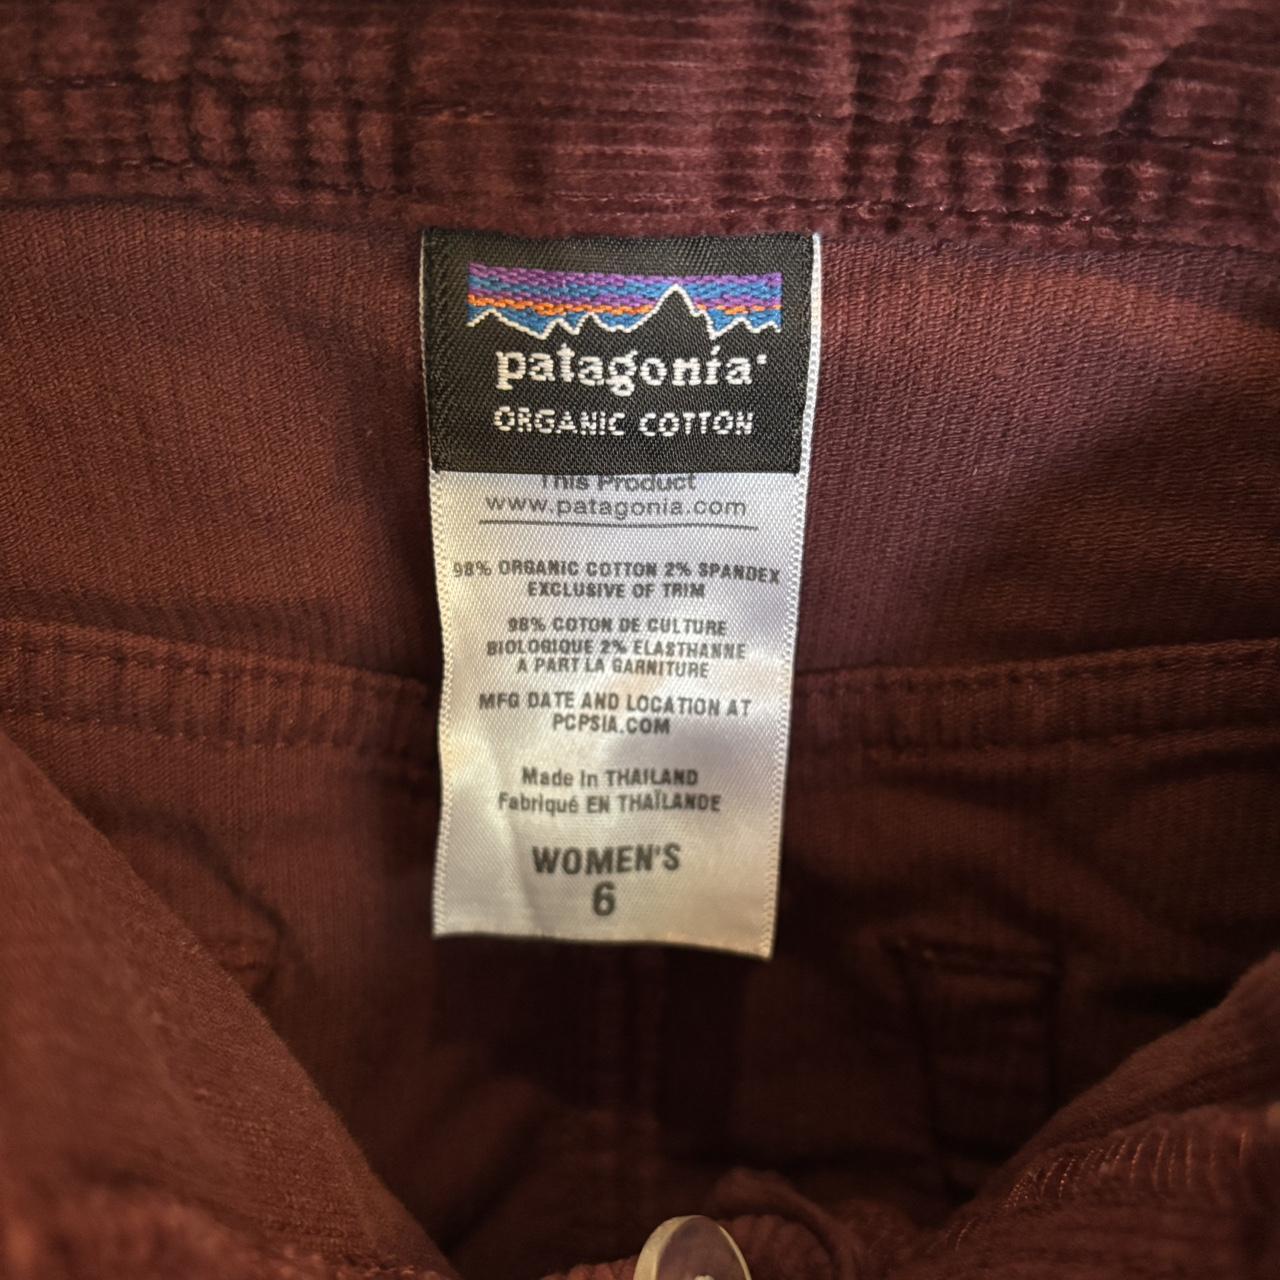 patagonia
ORGANIC COTTON
This Product
www.patagonia.com
98% ORGANIC COTTON 2% SPANDEX
EXCLUSIVE OF TRIM
98% COTON DE CULTURE
BIOLOGIQUE 2% ELASTHANNE
A PART LA GARNITURE
MFG DATE AND LOCATION AT
PCPSIA.COM
Made In THAILAND
Fabriqué EN THAÏLANDE
WOMEN'S
6